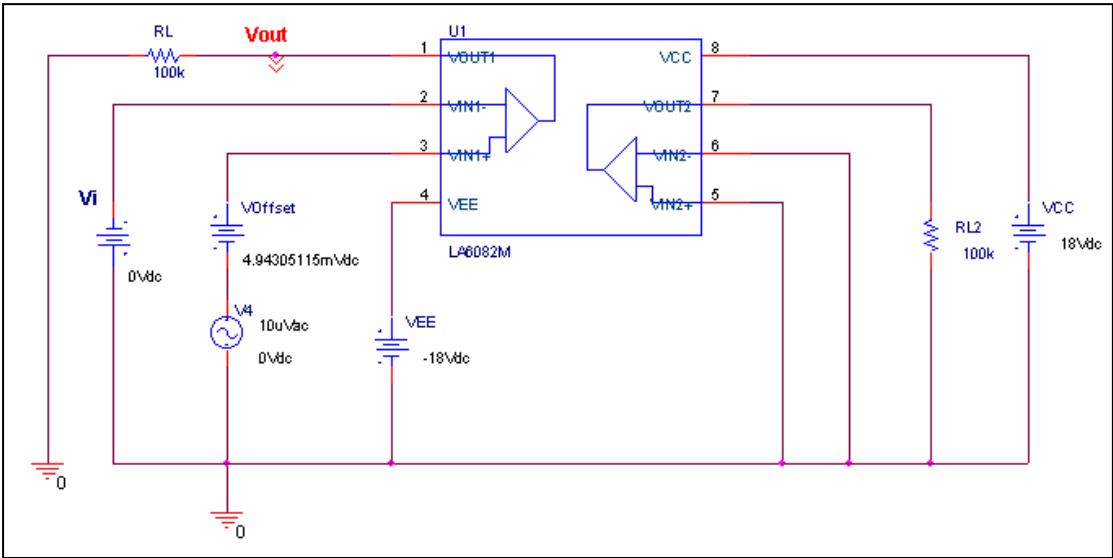 RL
100k
Vout
U1
1
VOUT1
VCC
8
2
VIN1-
VOUT2
7
3
VIN1+
VIN2-
6
4
VEE
VIN2+
5
LA6082M
Vi
0Vdc
VOffset
4.94305115mVdc
V4
10uVac
0Vdc
VEE
-18Vdc
RL2
100k
VCC
18Vdc
0
0